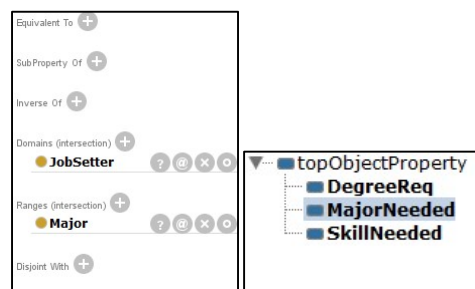 Equivalent To
SubProperty Of
Inverse Of
Domains (intersection)
JobSetter
Ranges (intersection)
Major
Disjoint With
topObjectProperty
DegreeReq
MajorNeeded
SkillNeeded